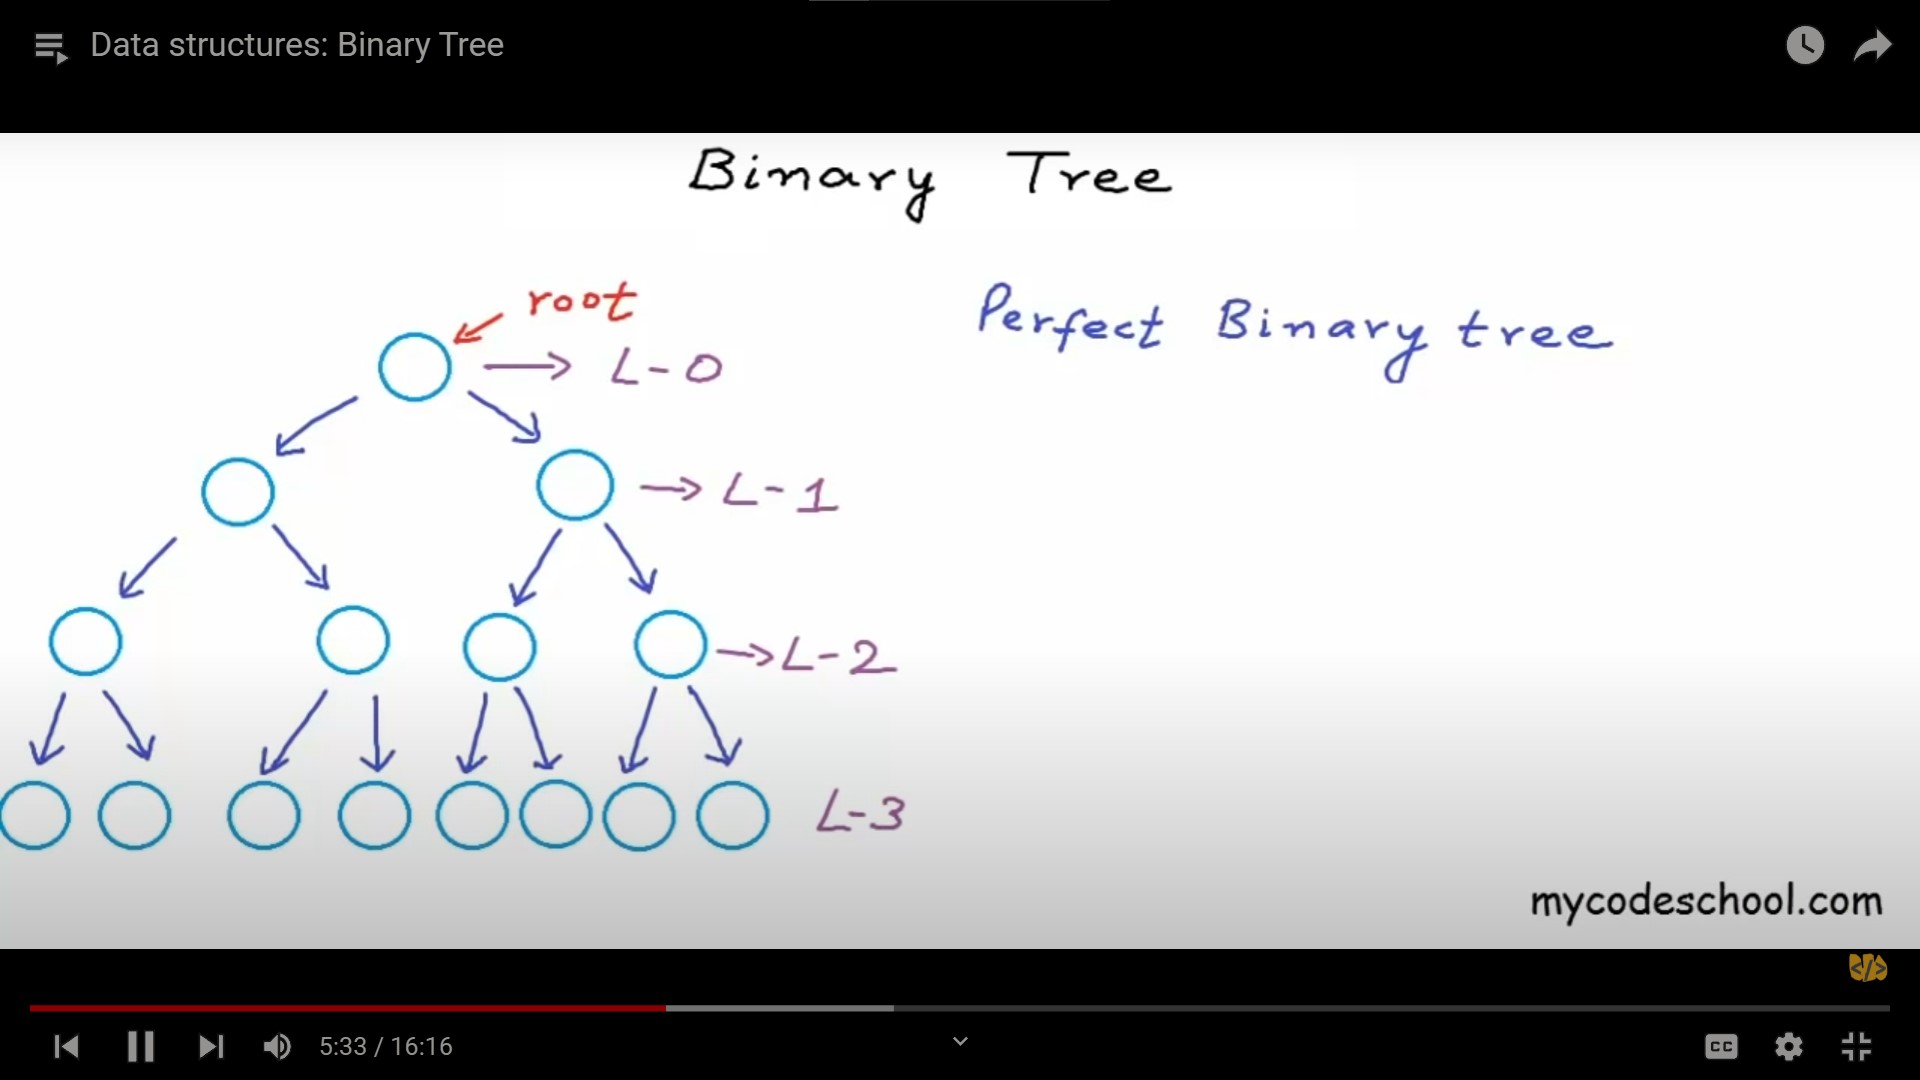 Data structures: Binary Tree
Binary Tree
root
Perfect Binary tree
L-0
L-1
L-2
L-3
mycodeschool.com
</>
5:33 / 16:16
CC